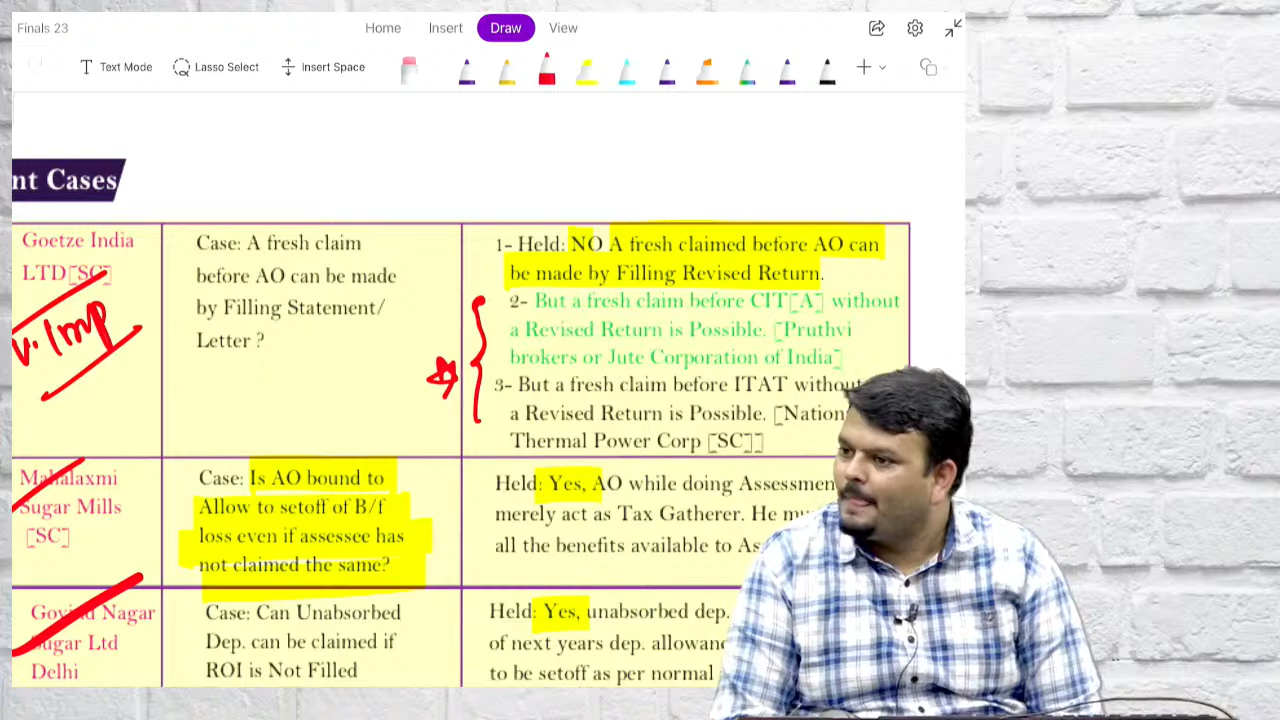 Finals 23
Home Insert Draw View
Text Mode Lasso Select Insert Space
nt Cases
Goetze India
LTD[SC]
v. Imp
Case: A fresh claim
before AO can be made
by Filling Statement/
Letter ?
1- Held: NO A fresh claimed before AO can
be made by Filling Revised Return.
2- But a fresh claim before CIT[A] without
a Revised Return is Possible. [Pruthvi
brokers or Jute Corporation of India]
3- But a fresh claim before ITAT without
a Revised Return is Possible. [Nation
Thermal Power Corp [SC]]
Mahalaxmi
Sugar Mills
[SC]
Case: Is AO bound to
Allow to setoff of B/f
loss even if assessee has
not claimed the same?
Held: Yes, AO while doing Assessmen
merely act as Tax Gatherer. He mu
all the benefits available to As
Govind Nagar
Sugar Ltd
Delhi
Case: Can Unabsorbed
Dep. can be claimed if
ROI is Not Filled
Held: Yes, unabsorbed dep.
of next years dep. allowanc
to be setoff as per normal